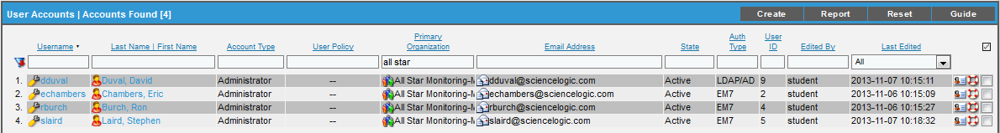 User Accounts | Accounts Found [4] Create Report Reset Guide
Username Last Name | First Name Account Type User Policy Primary Organization Email Address State Auth Type User ID Edited By Last Edited
all star All
1. dduval Duval, David Administrator -- All Star Monitoring-M dduval@sciencelogic.com Active LDAP/AD 9 student 2013-11-07 10:15:11
2. echambers Chambers, Eric Administrator -- All Star Monitoring-M echambers@sciencelogic.com Active EM7 2 student 2013-11-06 10:15:09
3. rburch Burch, Ron Administrator -- All Star Monitoring-M rburch@sciencelogic.com Active EM7 4 student 2013-11-06 10:15:27
4. slaird Laird, Stephen Administrator -- All Star Monitoring-M slaird@sciencelogic.com Active EM7 5 student 2013-11-07 10:18:32